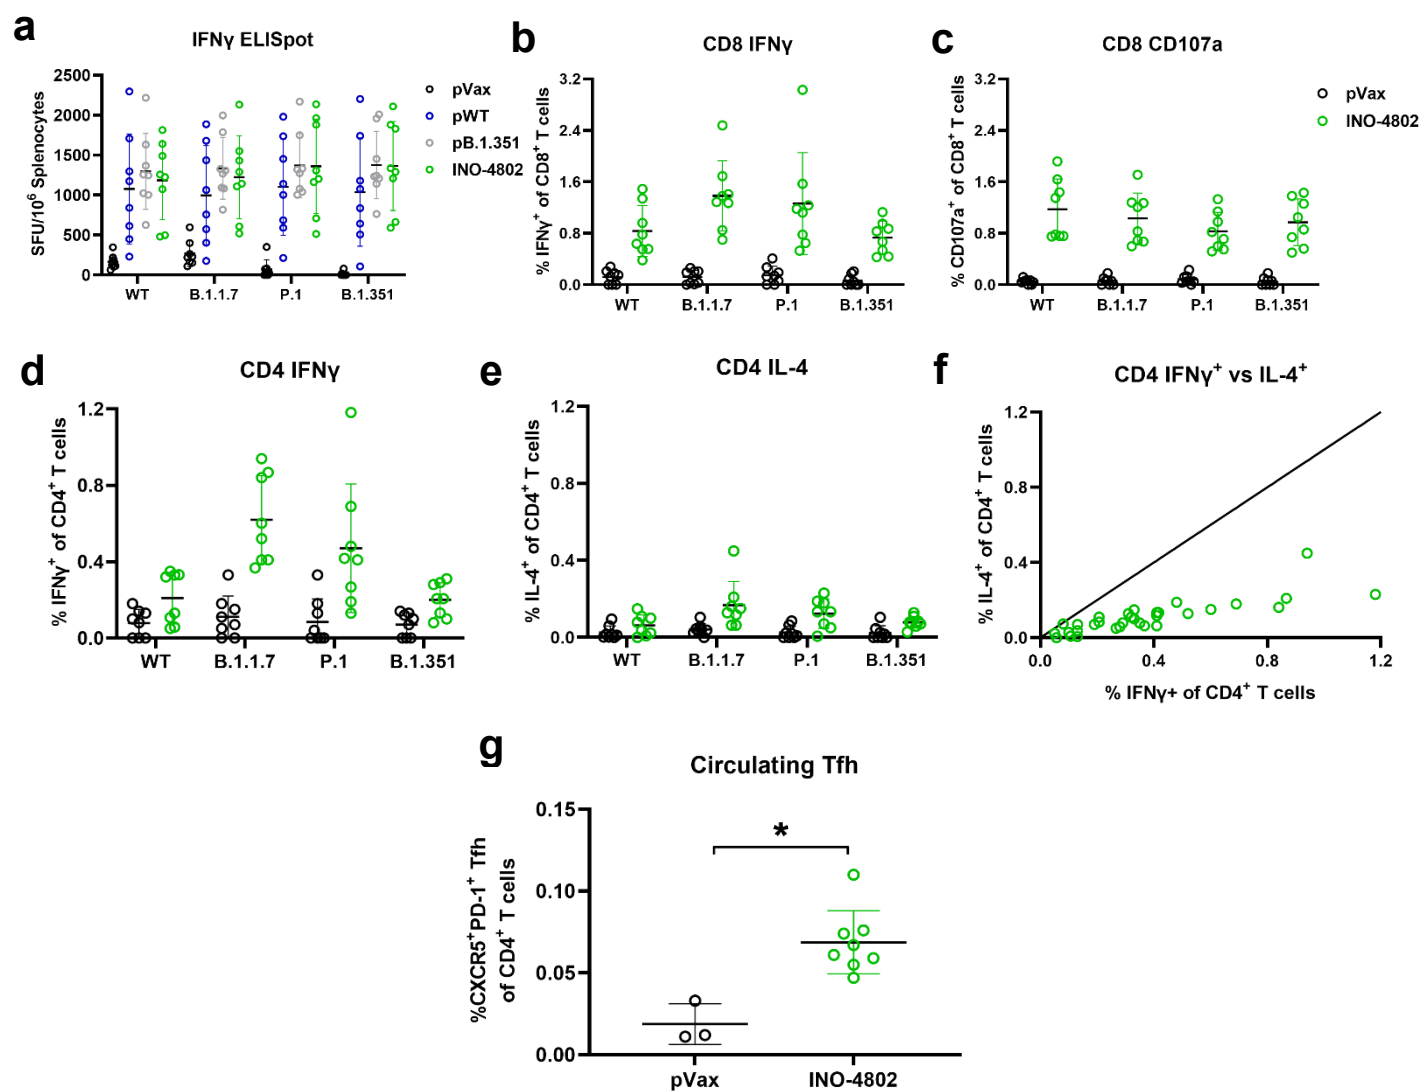 a
IFNγ ELISpot
SFU/10⁶ Splenocytes
2500
2000
1500
1000
500
0
WT
B.1.1.7
P.1
B.1.351
pVax
pWT
pB.1.351
INO-4802
b
CD8 IFNγ
% IFNγ⁺ of CD8⁺ T cells
3.2
2.4
1.6
0.8
0.0
WT
B.1.1.7
P.1
B.1.351
c
CD8 CD107a
% CD107a⁺ of CD8⁺ T cells
3.2
2.4
1.6
0.8
0.0
WT
B.1.1.7
P.1
B.1.351
pVax
INO-4802
d
CD4 IFNγ
% IFNγ⁺ of CD4⁺ T cells
1.2
0.8
0.4
0.0
WT
B.1.1.7
P.1
B.1.351
e
CD4 IL-4
% IL-4⁺ of CD4⁺ T cells
1.2
0.8
0.4
0.0
WT
B.1.1.7
P.1
B.1.351
f
CD4 IFNγ⁺ vs IL-4⁺
% IL-4⁺ of CD4⁺ T cells
1.2
0.8
0.4
0.0
0.0
0.4
0.8
1.2
% IFNγ+ of CD4⁺ T cells
g
Circulating Tfh
%CXCR5⁺PD-1⁺ Tfh
of CD4⁺ T cells
0.15
0.10
0.05
0.00
*
pVax
INO-4802